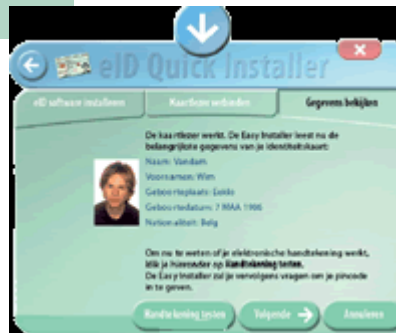 eID Quick Installer
eID software installeren
Kaartlezer verbinden
Gegevens bekijken
De kaartlezer werkt. De Easy Installer leest nu de
belangrijkste gegevens van je identiteitskaart:
Naam: Vandam
Voornamen: Wim
Geboorteplaats: Eeklo
Geboortedatum: 7 MAA 1986
Nationaliteit: Belg
Om nu te weten of je elektronische handtekening werkt,
klik je hieronder op Handtekening testen.
De Easy Installer zal je vervolgens vragen om je pincode
in te geven.
Handtekening testen
Volgende
Annuleren